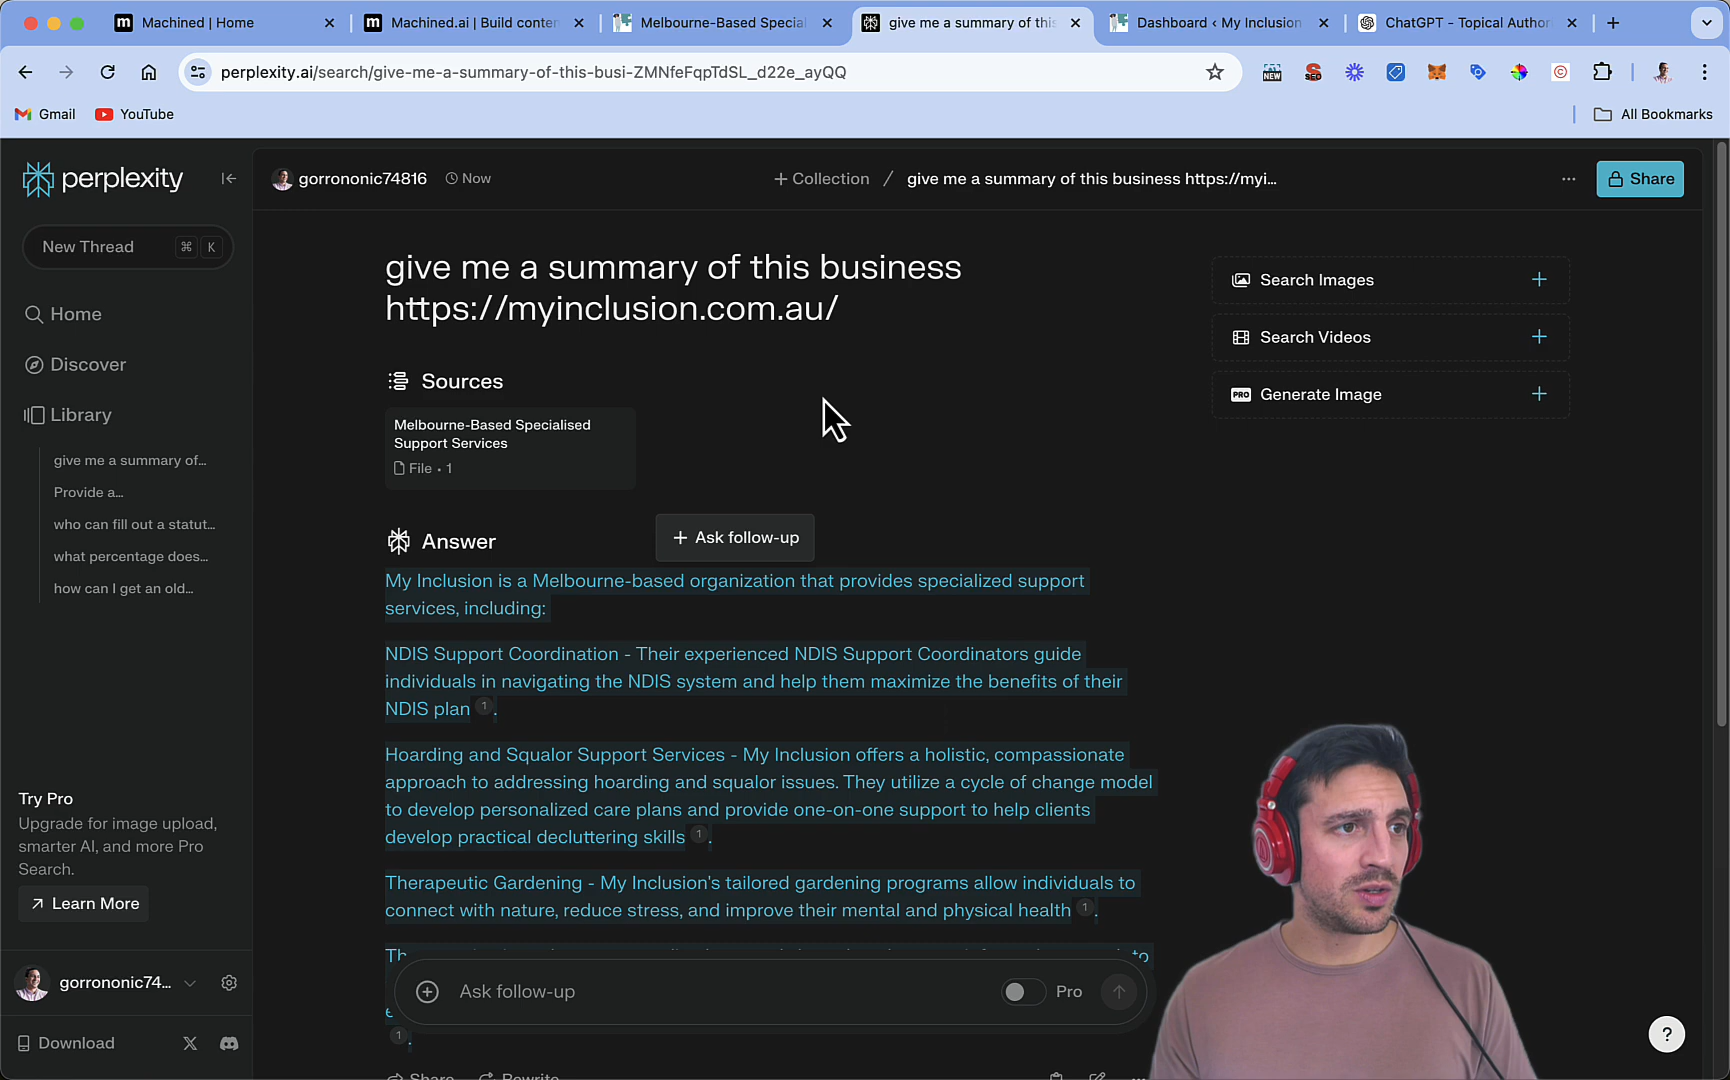 Machined | Home
Machined.ai | Build conten
Melbourne-Based Special
give me a summary of this
Dashboard ‹ My Inclusion
ChatGPT - Topical Author
perplexity.ai/search/give-me-a-summary-of-this-busi-ZMNfeFqpTdSL_d22e_ayQQ
NEW
SEO
Gmail
YouTube
All Bookmarks
perplexity
gorrononic74816
Now
Collection / give me a summary of this business https://myi...
Share
New Thread
⌘ K
Home
Discover
Library
give me a summary of...
Provide a...
who can fill out a statut...
what percentage does...
how can I get an old...
Try Pro
Upgrade for image upload,
smarter AI, and more Pro
Search.
Learn More
gorrononic74...
Download
give me a summary of this business
https://myinclusion.com.au/
Sources
Melbourne-Based Specialised
Support Services
File • 1
Answer
Ask follow-up
My Inclusion is a Melbourne-based organization that provides specialized support
services, including:
NDIS Support Coordination - Their experienced NDIS Support Coordinators guide
individuals in navigating the NDIS system and help them maximize the benefits of their
NDIS plan 1 .
Hoarding and Squalor Support Services - My Inclusion offers a holistic, compassionate
approach to addressing hoarding and squalor issues. They utilize a cycle of change model
to develop personalized care plans and provide one-on-one support to help clients
develop practical decluttering skills 1 .
Therapeutic Gardening - My Inclusion's tailored gardening programs allow individuals to
connect with nature, reduce stress, and improve their mental and physical health 1 .
to
Ask follow-up
Pro
1 .
Share
Rewrite
Search Images
Search Videos
PRO Generate Image
?